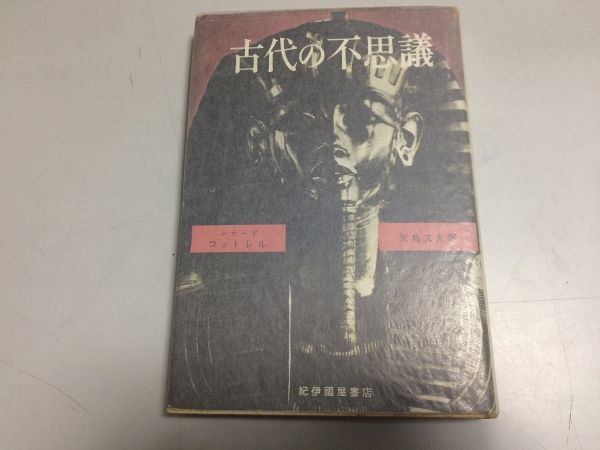 古代の不思議
レナード
コットレル
矢島文夫訳
紀伊國屋書店